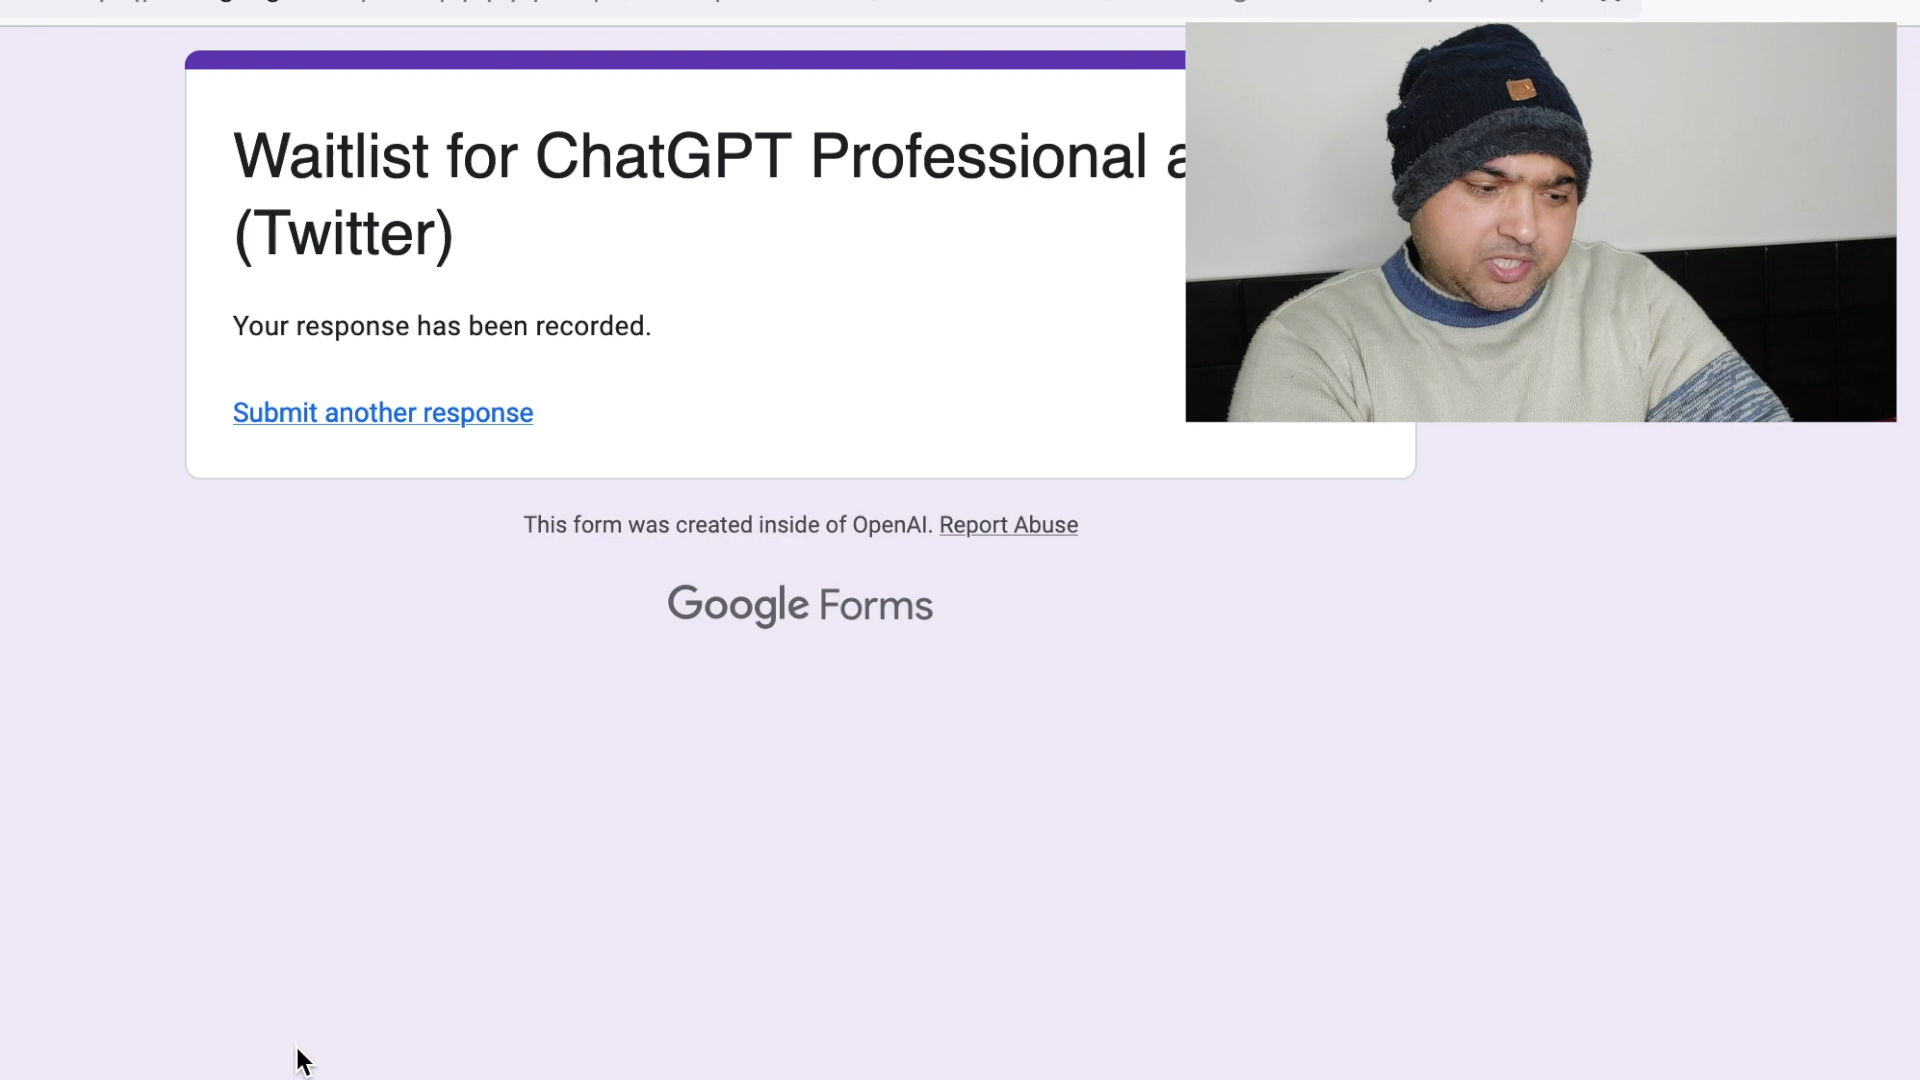 Waitlist for ChatGPT Professional
(Twitter)
Your response has been recorded.
Submit another response
This form was created inside of OpenAI. Report Abuse
Google Forms